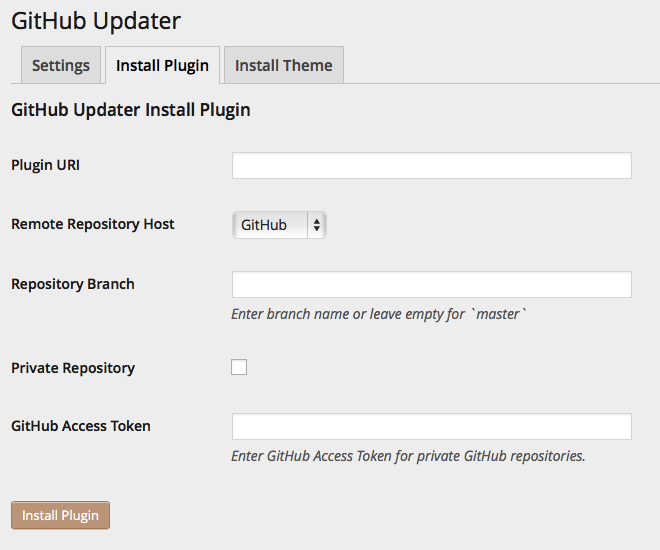 GitHub Updater
Settings
Install Plugin
Install Theme
GitHub Updater Install Plugin
Plugin URI
Remote Repository Host
GitHub
Repository Branch
Enter branch name or leave empty for `master`
Private Repository
GitHub Access Token
Enter GitHub Access Token for private GitHub repositories.
Install Plugin